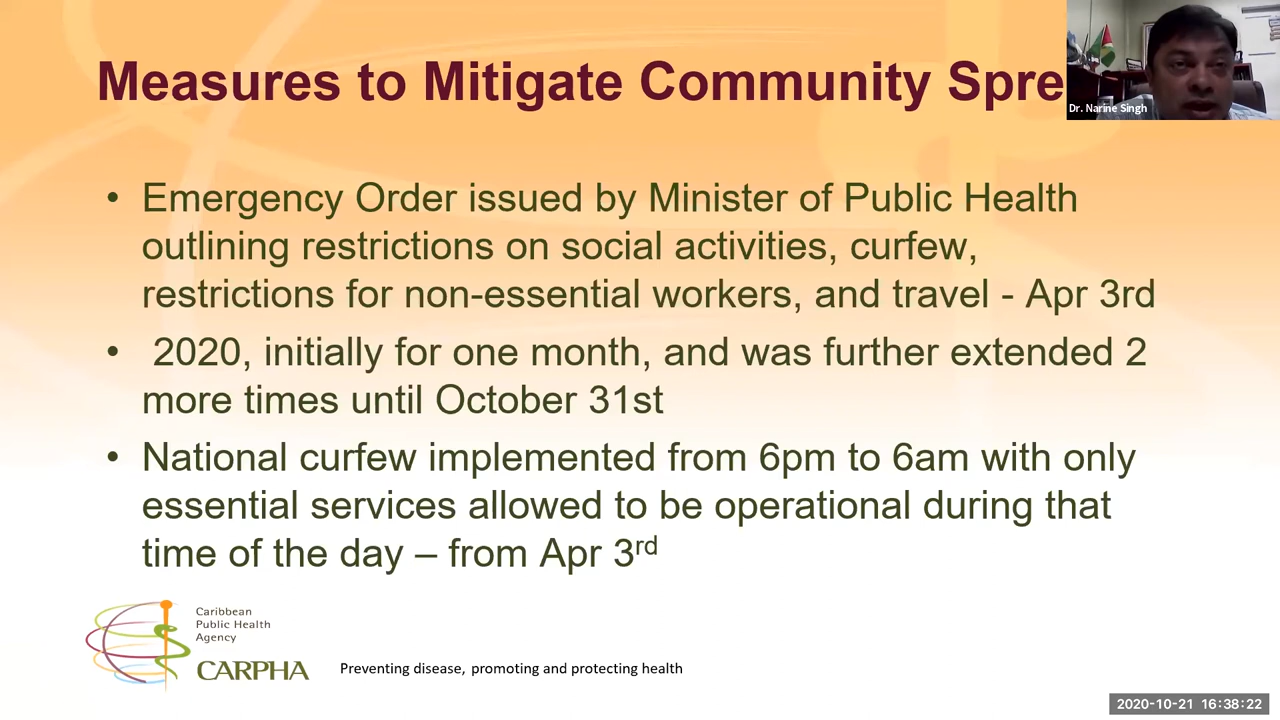 Measures to Mitigate Community Spre
Dr. Narine Singh
• Emergency Order issued by Minister of Public Health
outlining restrictions on social activities, curfew,
restrictions for non-essential workers, and travel - Apr 3rd
• 2020, initially for one month, and was further extended 2
more times until October 31st
• National curfew implemented from 6pm to 6am with only
essential services allowed to be operational during that
time of the day – from Apr 3rd
Caribbean
Public Health
Agency
CARPHA
Preventing disease, promoting and protecting health
2020-10-21 16:38:22